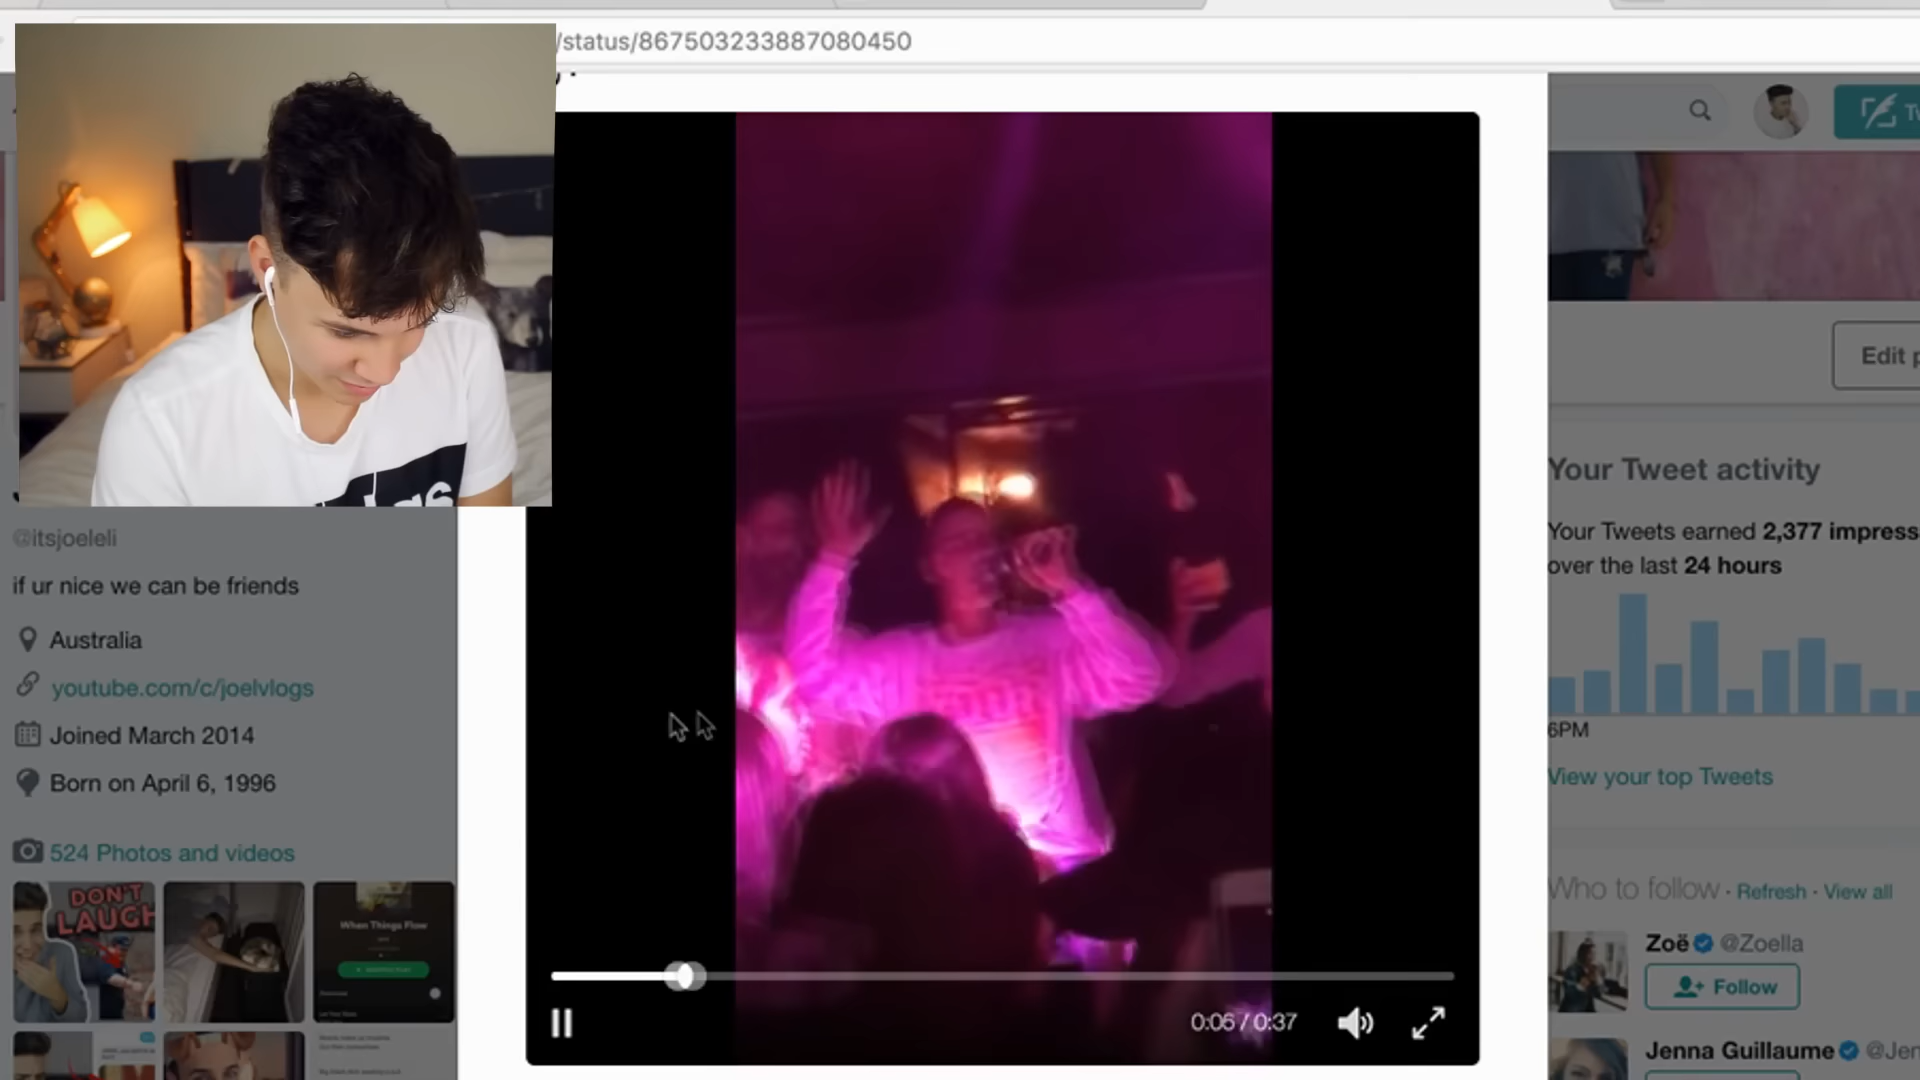 /status/867503233887080450
Tw
Edit p
@itsjoeleli
if ur nice we can be friends
Australia
youtube.com/c/joelvlogs
Joined March 2014
Born on April 6, 1996
524 Photos and videos
DON'T
LAUGH
When Things Flow
0:06 / 0:37
Your Tweet activity
Your Tweets earned 2,377 impress
over the last 24 hours
6PM
View your top Tweets
Who to follow · Refresh · View all
Zoë @Zoella
Follow
Jenna Guillaume @Jen